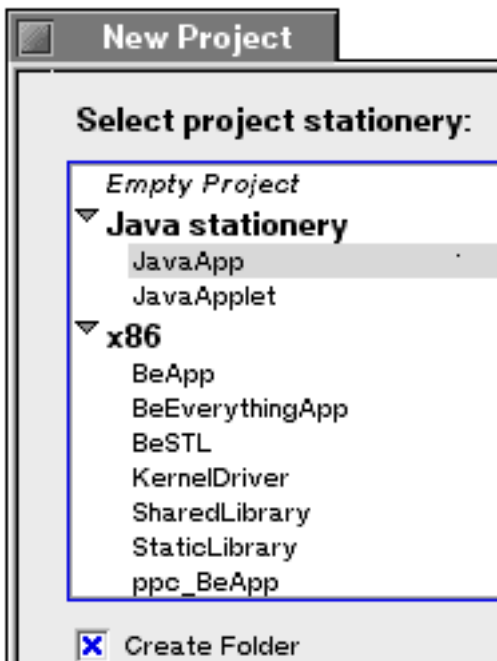 New Project
Select project stationery:
Empty Project
Java stationery
JavaApp
JavaApplet
x86
BeApp
BeEverythingApp
BeSTL
KernelDriver
SharedLibrary
StaticLibrary
ppc_BeApp
Create Folder